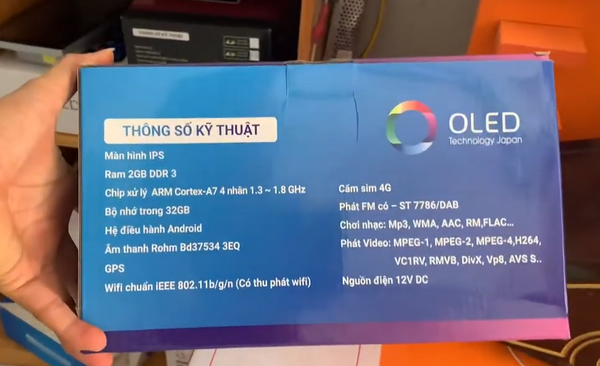 THÔNG SỐ KỸ THUẬT
OLED
Technology Japan
Màn hình IPS
Ram 2GB DDR 3
Chip xử lý ARM Cortex-A7 4 nhân 1.3 ~ 1.8 GHz
Bộ nhớ trong 32GB
Hệ điều hành Android
Âm thanh Rohm Bd37534 3EQ
GPS
Wifi chuẩn iEEE 802.11b/g/n (Có thu phát wifi)
Cắm sim 4G
Phát FM có – ST 7786/DAB
Chơi nhạc: Mp3, WMA, AAC, RM,FLAC...
Phát Video: MPEG-1, MPEG-2, MPEG-4,H264,
VC1RV, RMVB, DivX, Vp8, AVS S..
Nguồn điện 12V DC